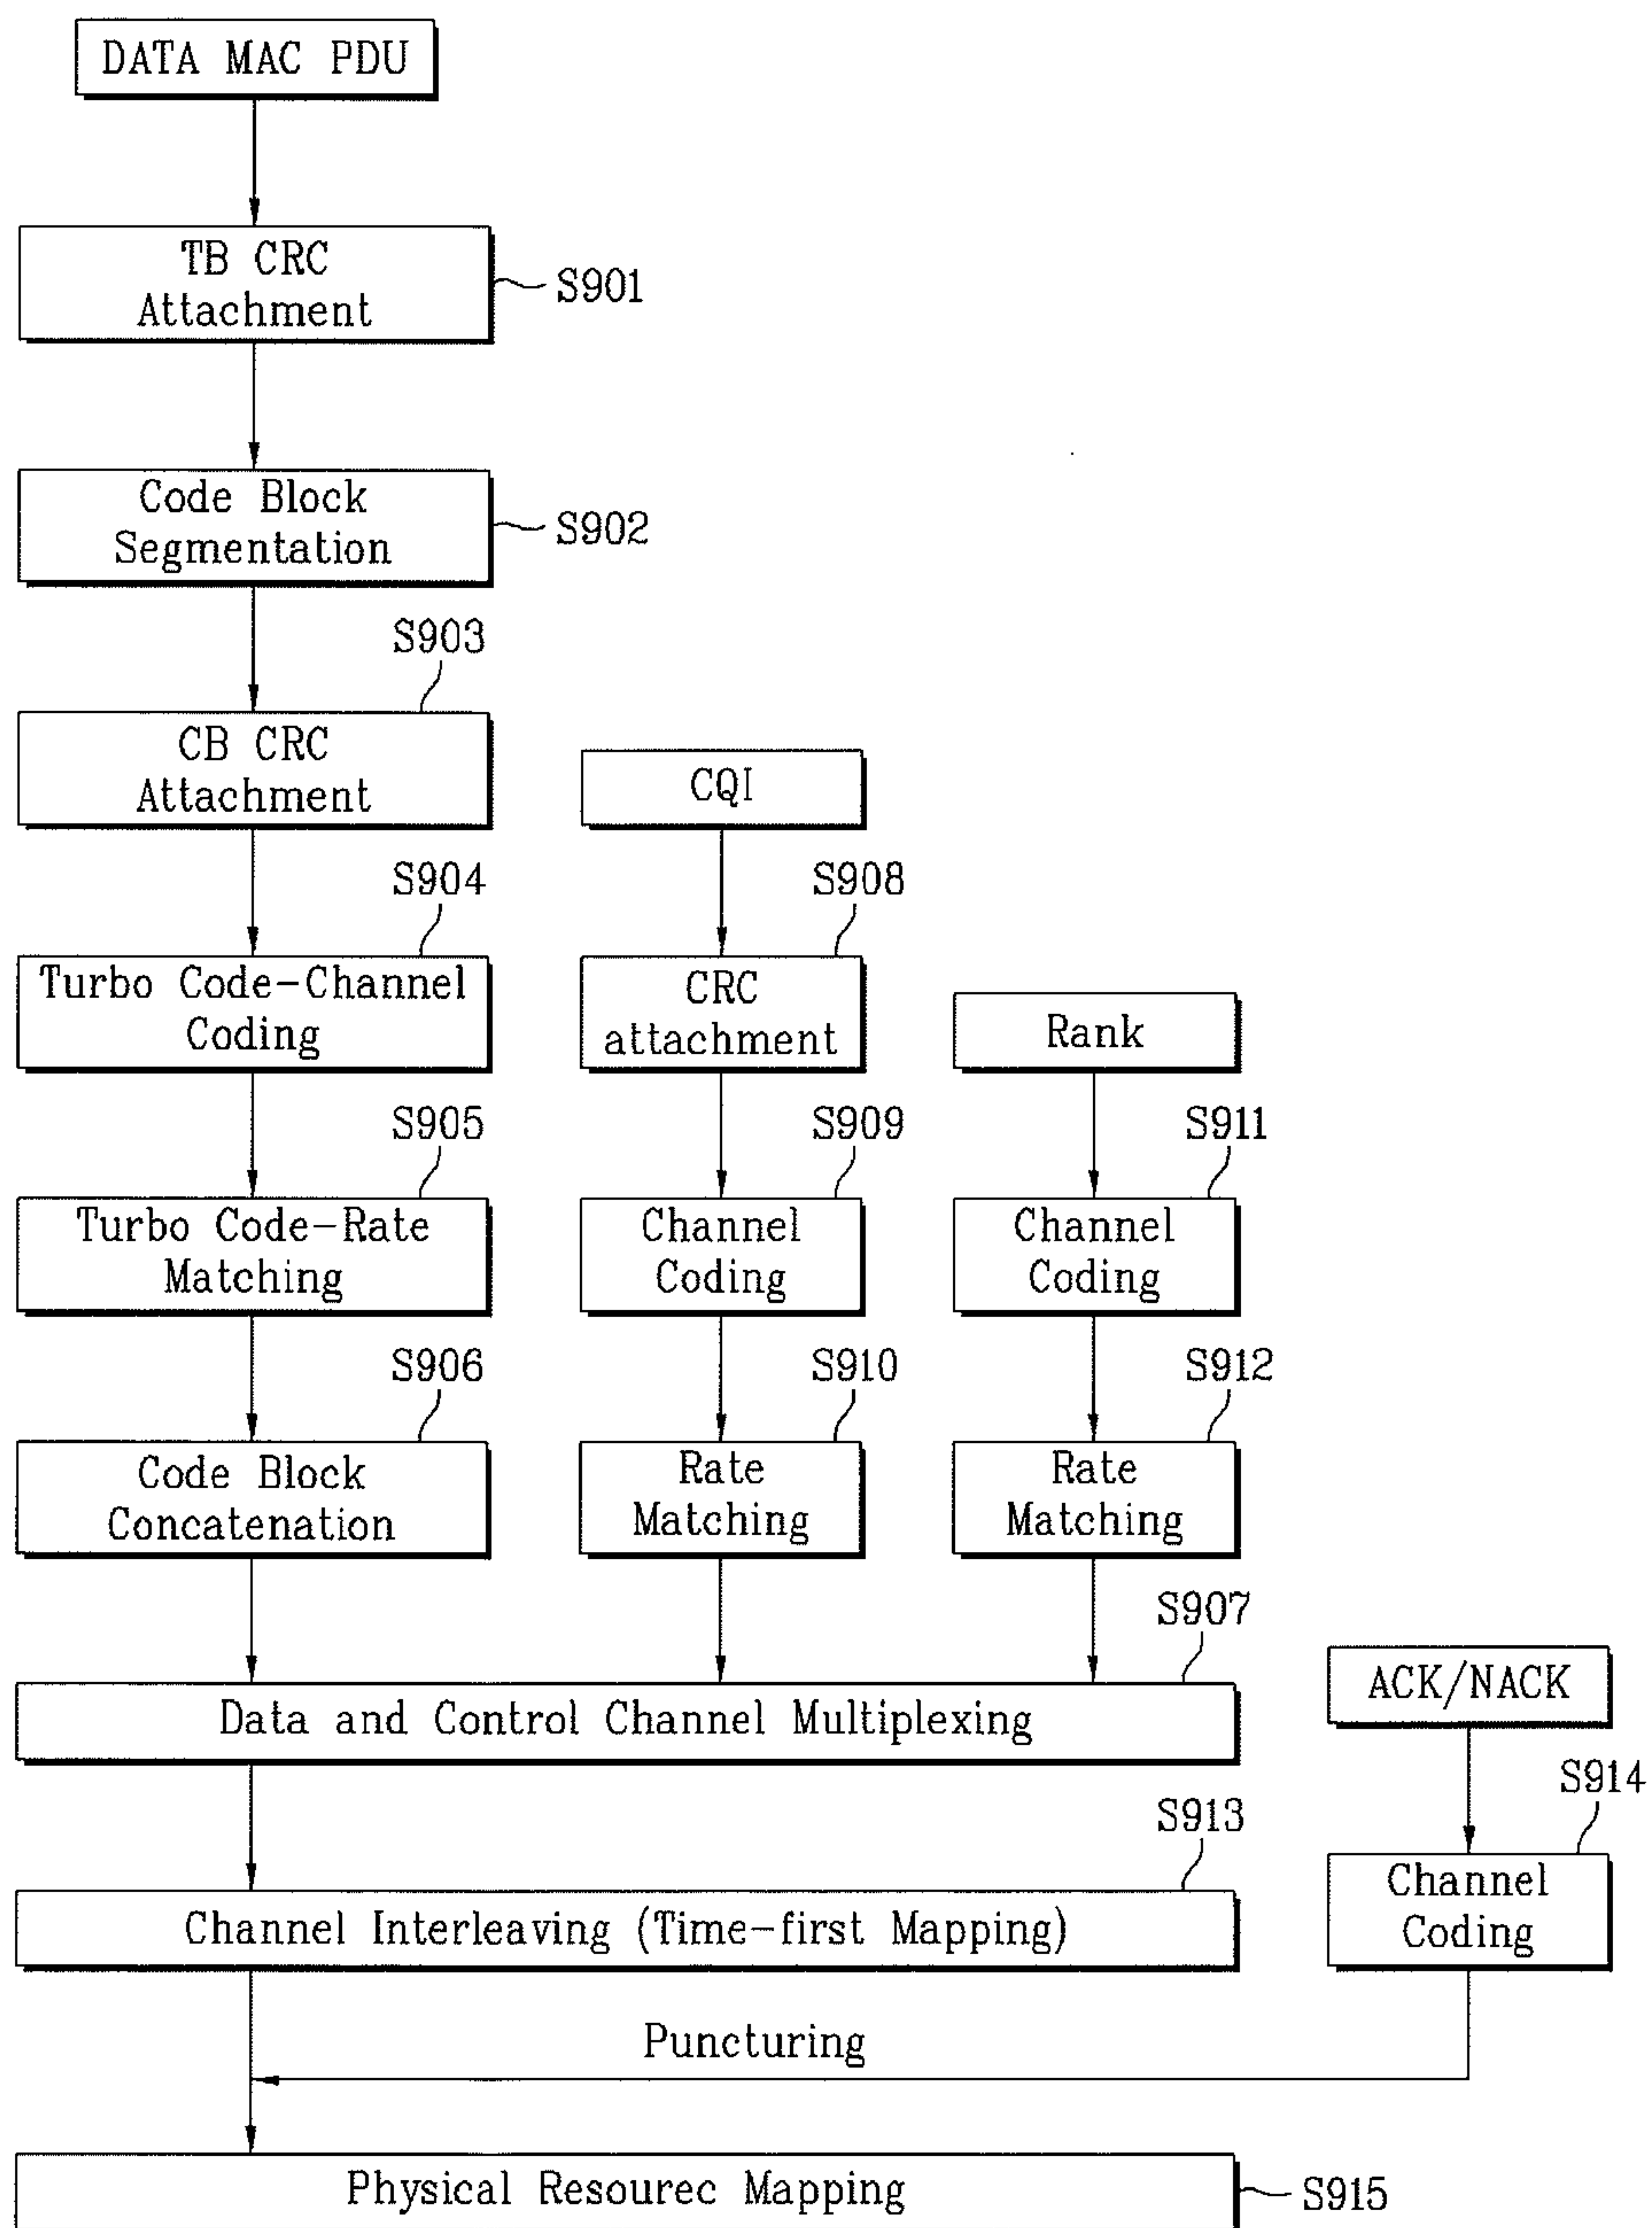 DATA MAC PDU
TB CRC
Attachment
S901
Code Block
Segmentation
S902
S903
CB CRC
Attachment
CQI
S904
S908
Turbo Code-Channel
Coding
CRC
attachment
Rank
S905
S909
S911
Turbo Code-Rate
Matching
Channel
Coding
Channel
Coding
S906
S910
S912
Code Block
Concatenation
Rate
Matching
Rate
Matching
S907
Data and Control Channel Multiplexing
ACK/NACK
S913
S914
Channel Interleaving (Time-first Mapping)
Channel
Coding
Puncturing
Physical Resourec Mapping
S915